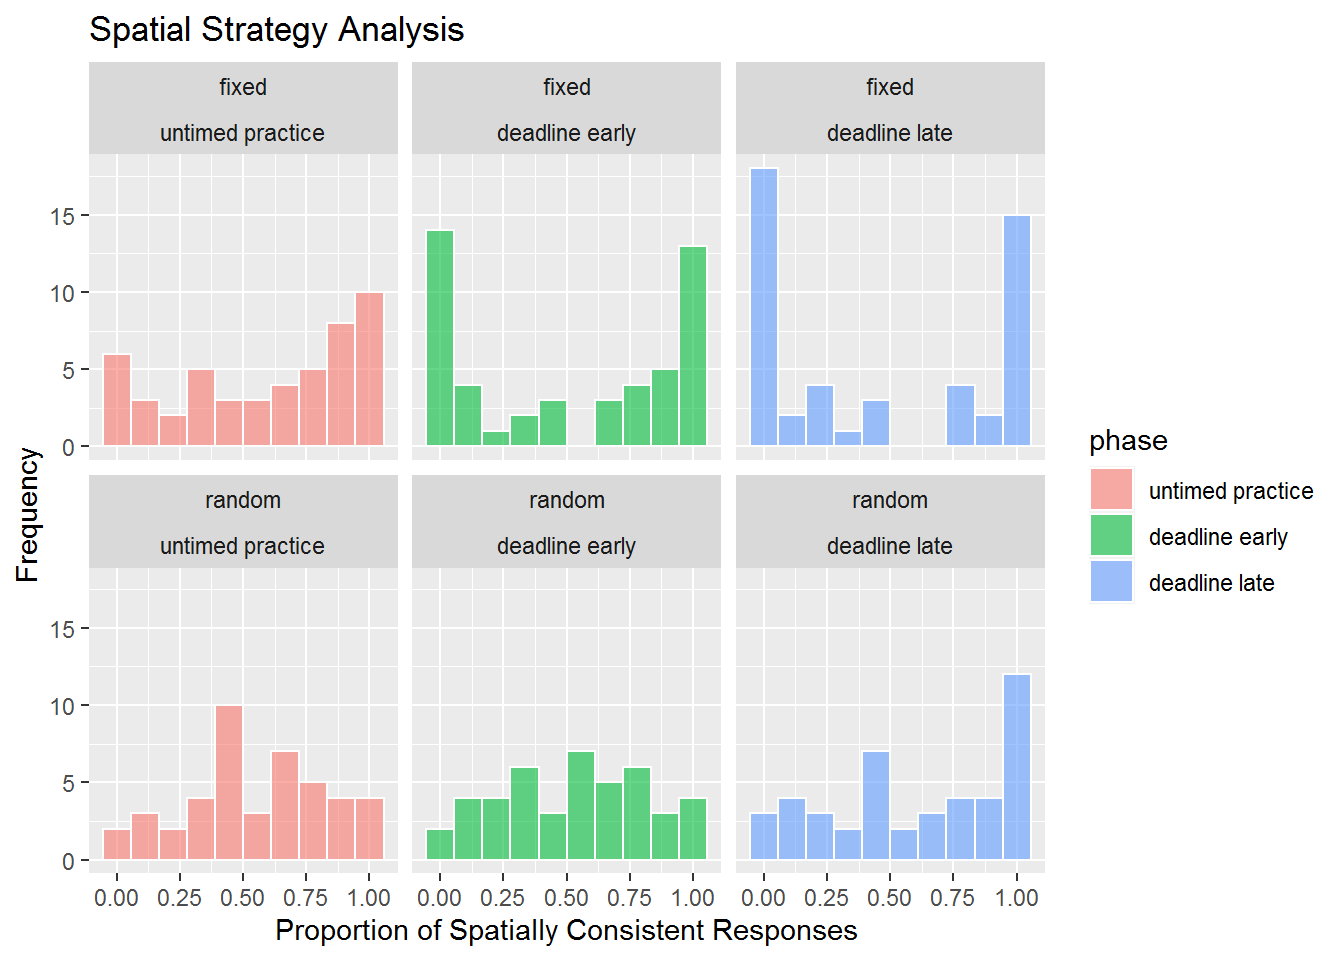 Spatial Strategy Analysis
fixed
untimed practice
fixed
deadline early
fixed
deadline late
15
10
5
0
random
untimed practice
random
deadline early
random
deadline late
15
10
5
0
0.00 0.25 0.50 0.75 1.00
0.00 0.25 0.50 0.75 1.00
0.00 0.25 0.50 0.75 1.00
Proportion of Spatially Consistent Responses
Frequency
phase
untimed practice
deadline early
deadline late